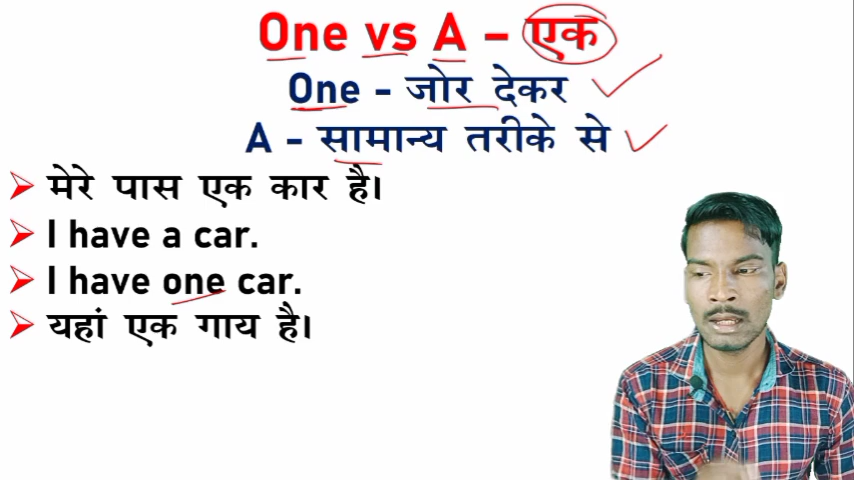 One vs A – एक
One - जोर देकर
A - सामान्य तरीके से
मेरे पास एक कार है।
I have a car.
I have one car.
यहां एक गाय है।